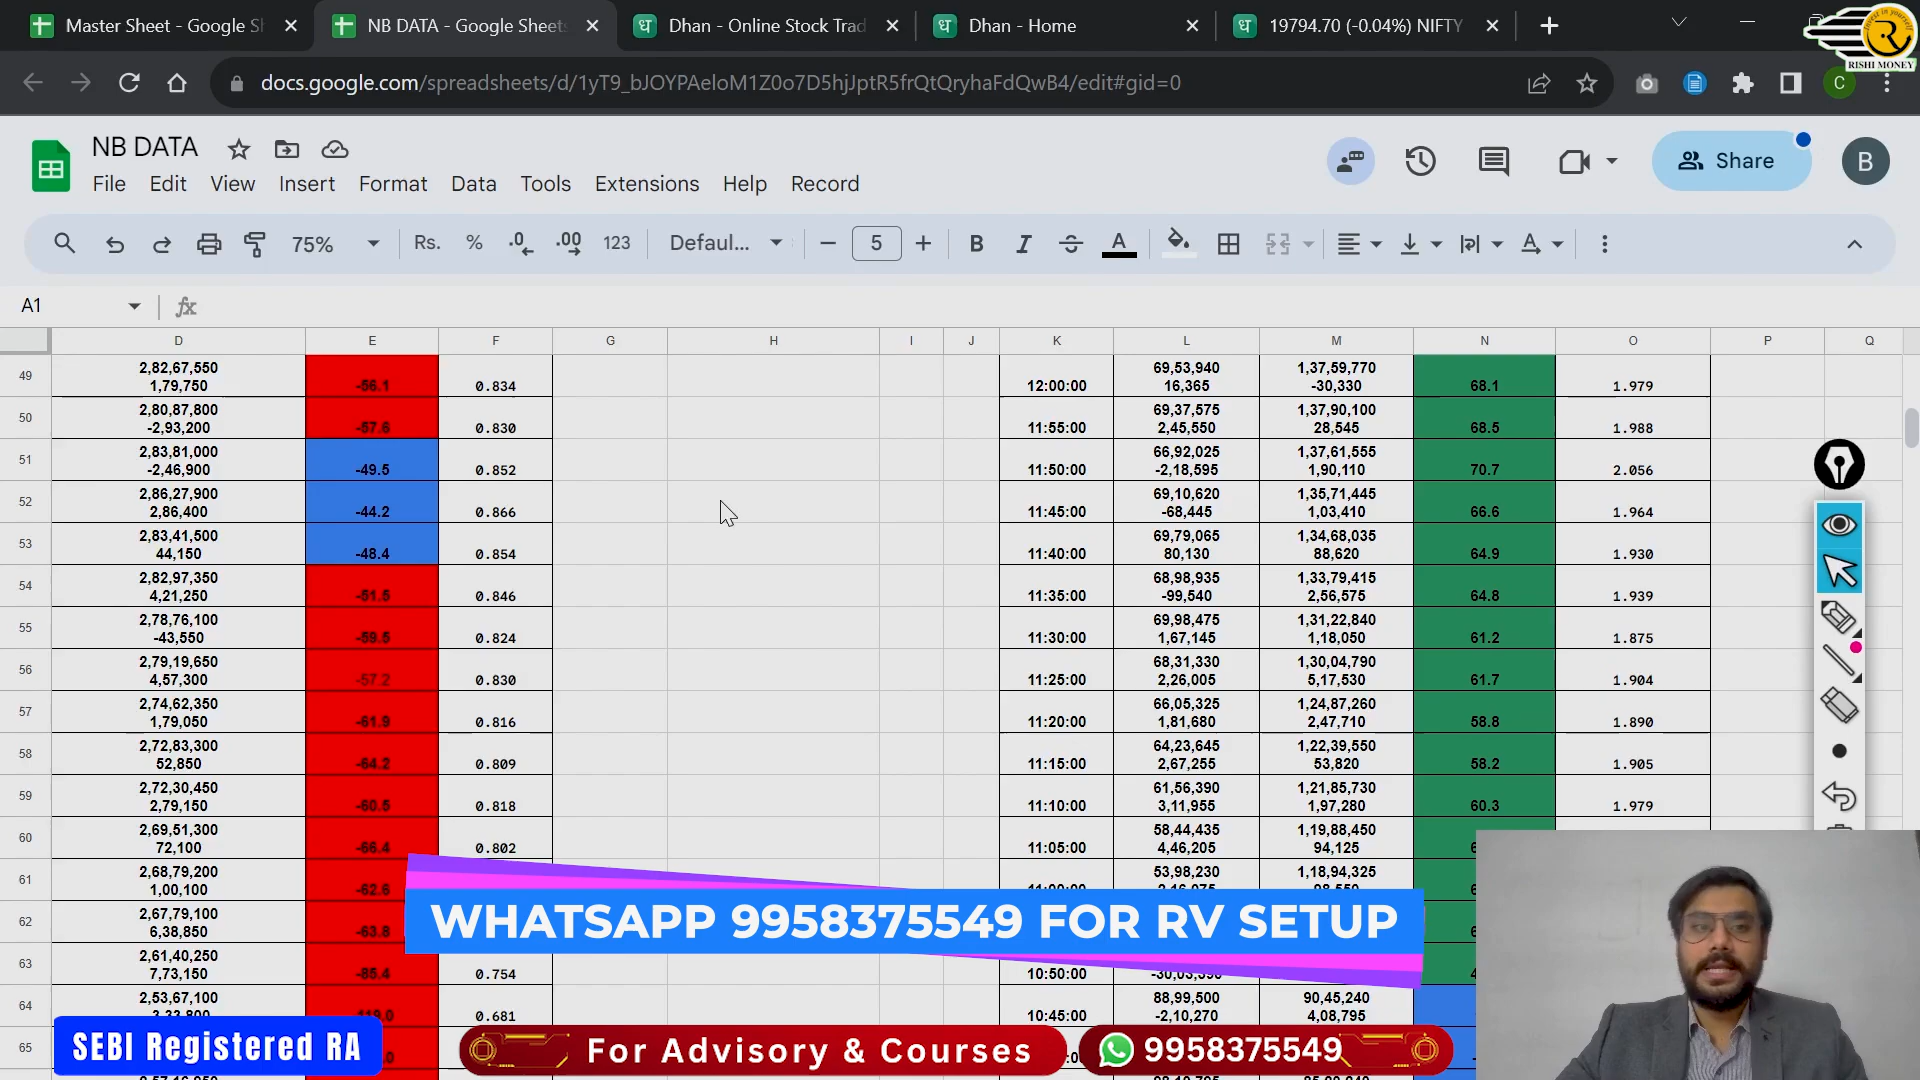 Master Sheet - Google Sh
NB DATA - Google Sheets
Dhan - Online Stock Trad
Dhan - Home
19794.70 (-0.04%) NIFTY
RISHI MONEY
docs.google.com/spreadsheets/d/1yT9_bJOYPAeloM1Z0o7D5hjJptR5frQtQryhaFdQwB4/edit#gid=0
C
NB DATA
Share
B
File Edit View Insert Format Data Tools Extensions Help Record
75% Rs. % .0 .00 123 Defaul... 5 B I A
A1 fx
D E F G H I J K L M N O P Q
49 2,82,67,550 69,53,940 1,37,59,770
1,79,750 -56.1 0.834 12:00:00 16,365 -30,330 68.1 1.979
50 2,80,87,800 69,37,575 1,37,90,100
-2,93,200 -57.6 0.830 11:55:00 2,45,550 28,545 68.5 1.988
51 2,83,81,000 66,92,025 1,37,61,555
-2,46,900 -49.5 0.852 11:50:00 -2,18,595 1,90,110 70.7 2.056
52 2,86,27,900 69,10,620 1,35,71,445
2,86,400 -44.2 0.866 11:45:00 -68,445 1,03,410 66.6 1.964
53 2,83,41,500 69,79,065 1,34,68,035
44,150 -48.4 0.854 11:40:00 80,130 88,620 64.9 1.930
54 2,82,97,350 68,98,935 1,33,79,415
4,21,250 -51.5 0.846 11:35:00 -99,540 2,56,575 64.8 1.939
55 2,78,76,100 69,98,475 1,31,22,840
-43,550 -59.5 0.824 11:30:00 1,67,145 1,18,050 61.2 1.875
56 2,79,19,650 68,31,330 1,30,04,790
4,57,300 -57.2 0.830 11:25:00 2,26,005 5,17,530 61.7 1.904
57 2,74,62,350 66,05,325 1,24,87,260
1,79,050 -61.9 0.816 11:20:00 1,81,680 2,47,710 58.8 1.890
58 2,72,83,300 64,23,645 1,22,39,550
52,850 -64.2 0.809 11:15:00 2,67,255 53,820 58.2 1.905
59 2,72,30,450 61,56,390 1,21,85,730
2,79,150 -60.5 0.818 11:10:00 3,11,955 1,97,280 60.3 1.979
60 2,69,51,300 58,44,435 1,19,88,450
72,100 -66.4 0.802 11:05:00 4,46,205 94,125
61 2,68,79,200 53,98,230 1,18,94,325
1,00,100 -62.6
62 2,67,79,100
6,38,850 -63.8
WHATSAPP 9958375549 FOR RV SETUP
63 2,61,40,250
7,73,150 -85.4 0.754 10:50:00
64 2,53,67,100 88,99,500 90,45,240
0.681 10:45:00 -2,10,270 4,08,795
65
SEBI Registered RA
For Advisory & Courses
9958375549